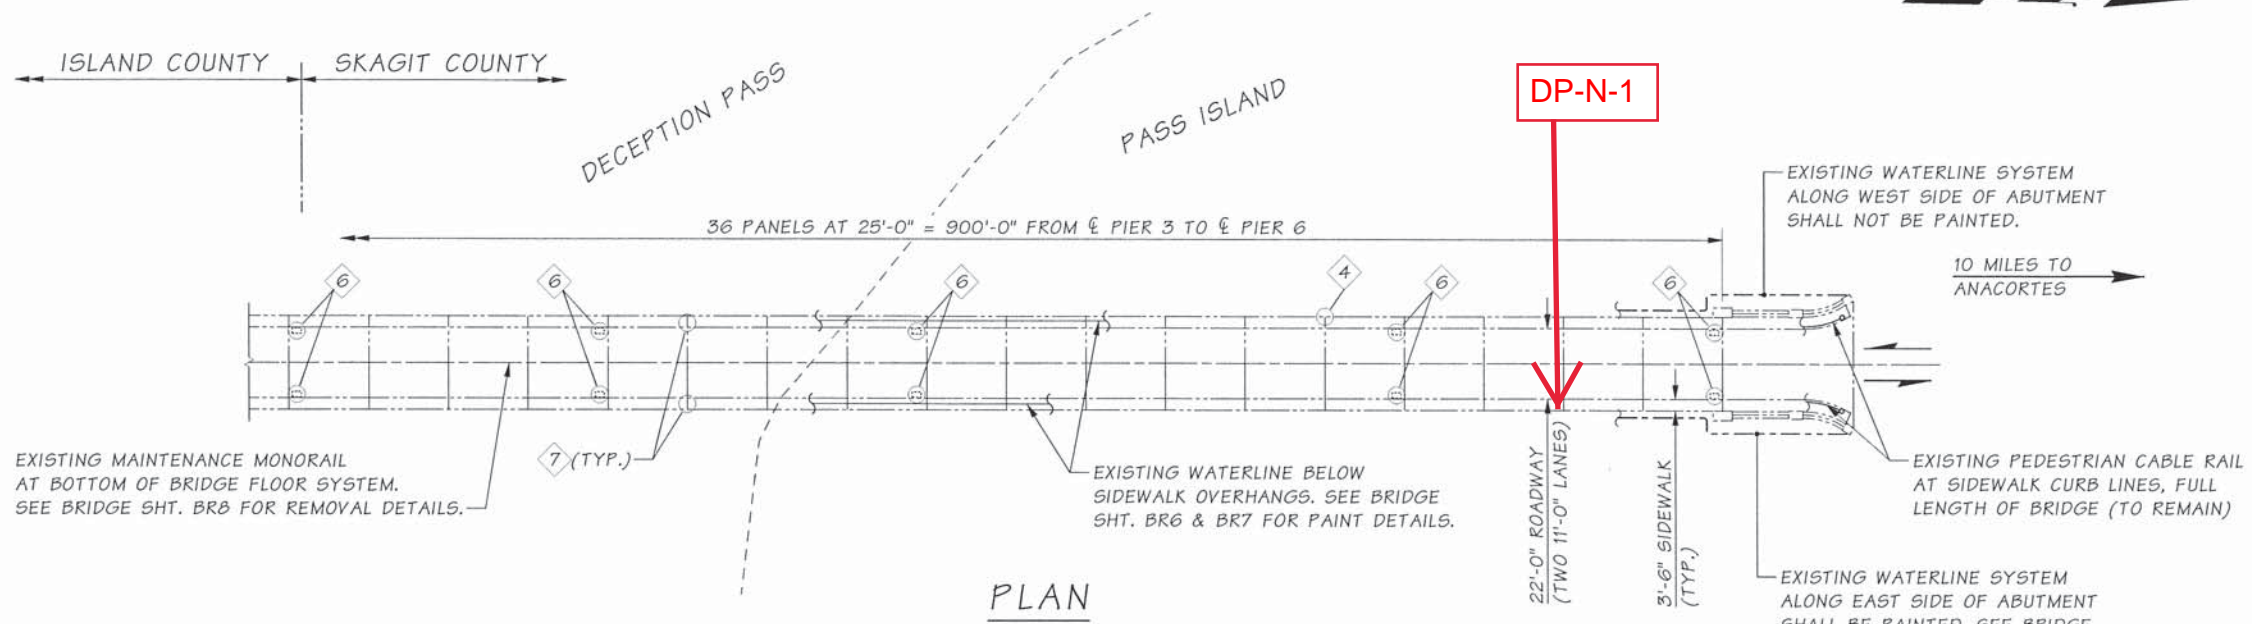 ISLAND COUNTY
SKAGIT COUNTY
DECEPTION PASS
PASS ISLAND
DP-N-1
EXISTING WATERLINE SYSTEM
ALONG WEST SIDE OF ABUTMENT
SHALL NOT BE PAINTED.
36 PANELS AT 25'-0" = 900'-0" FROM ℄ PIER 3 TO ℄ PIER 6
10 MILES TO
ANACORTES
6
6
6
4
6
6
7 (TYP.)
EXISTING MAINTENANCE MONORAIL
AT BOTTOM OF BRIDGE FLOOR SYSTEM.
SEE BRIDGE SHT. BR8 FOR REMOVAL DETAILS.
EXISTING WATERLINE BELOW
SIDEWALK OVERHANGS. SEE BRIDGE
SHT. BR6 & BR7 FOR PAINT DETAILS.
22'-0" ROADWAY
(TWO 11'-0" LANES)
3'-6" SIDEWALK
(TYP.)
EXISTING PEDESTRIAN CABLE RAIL
AT SIDEWALK CURB LINES, FULL
LENGTH OF BRIDGE (TO REMAIN)
EXISTING WATERLINE SYSTEM
ALONG EAST SIDE OF ABUTMENT
SHALL BE PAINTED. SEE BRIDGE
PLAN